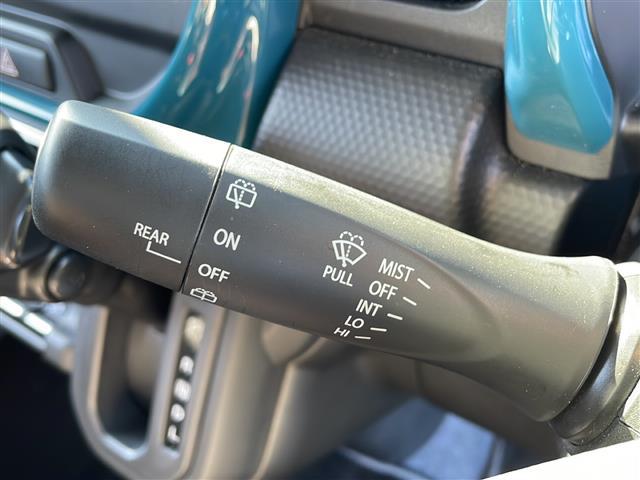 REAR
ON
OFF
PULL
MIST
OFF
INT
LO
HI